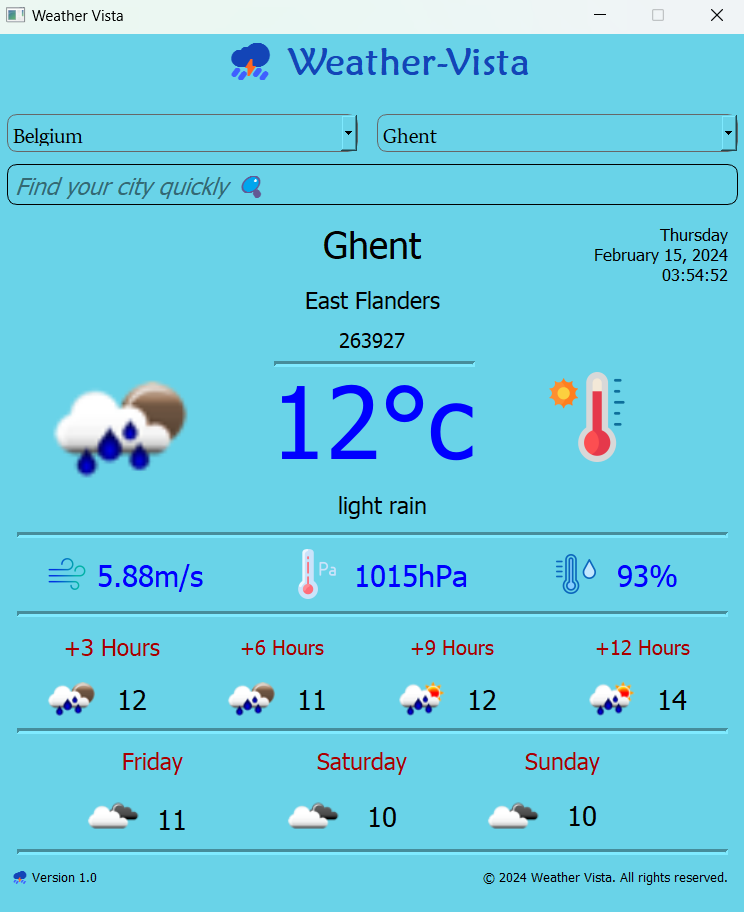 Weather Vista
Weather-Vista
Belgium
Ghent
Find your city quickly
Ghent
Thursday
February 15, 2024
03:54:52
East Flanders
263927
12°c
light rain
5.88m/s
Pa
1015hPa
93%
+3 Hours
+6 Hours
+9 Hours
+12 Hours
12
11
12
14
Friday
Saturday
Sunday
11
10
10
Version 1.0
© 2024 Weather Vista. All rights reserved.